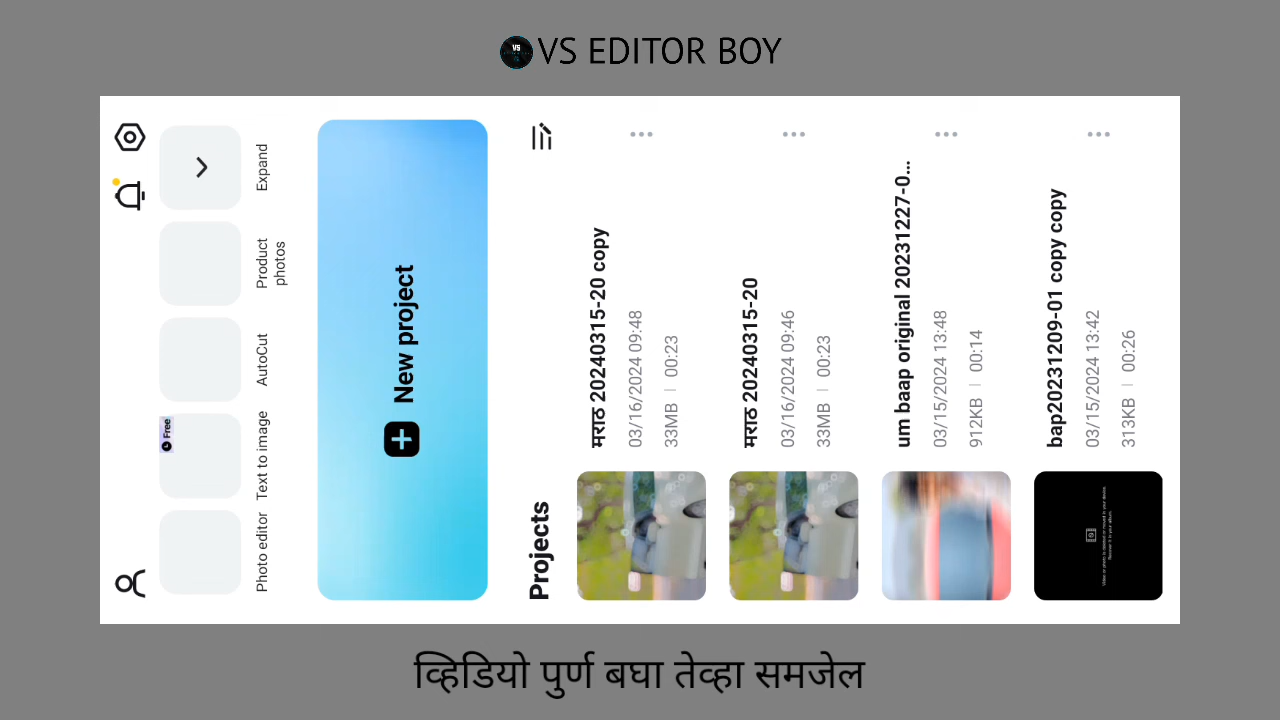 VS EDITOR BOY
Expand
Product
photos
AutoCut
Free
Text to image
Photo editor
New project
Projects
मराठ 20240315-20 copy
03/16/2024 09:48
33MB | 00:23
मराठ 20240315-20
03/16/2024 09:46
33MB | 00:23
um baap original 20231227-0...
03/15/2024 13:48
912KB | 00:14
bap20231209-01 copy copy
03/15/2024 13:42
313KB | 00:26
व्हिडियो पुर्ण बघा तेव्हा समजेल